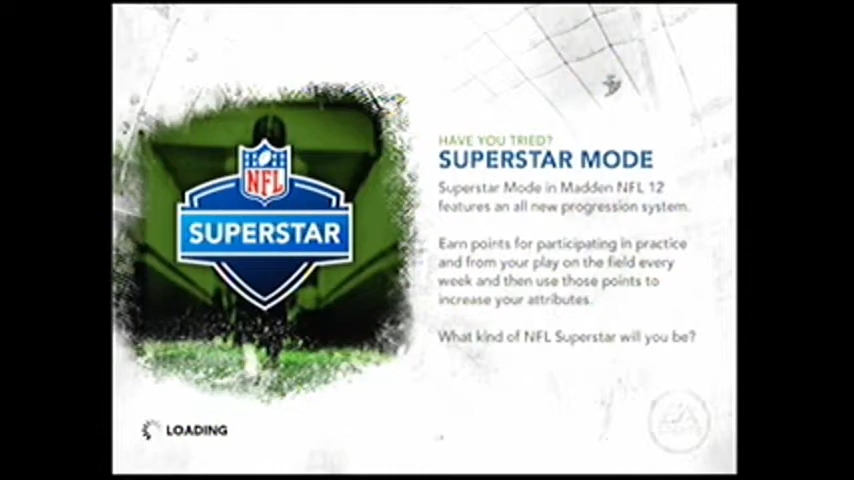 HAVE YOU TRIED?
SUPERSTAR MODE
Superstar Mode in Madden NFL 12
features an all new progression system.
Earn points for participating in practice
and from your play on the field every
week and then use those points to
increase your attributes.
What kind of NFL Superstar will you be?
NFL
SUPERSTAR
LOADING
EA